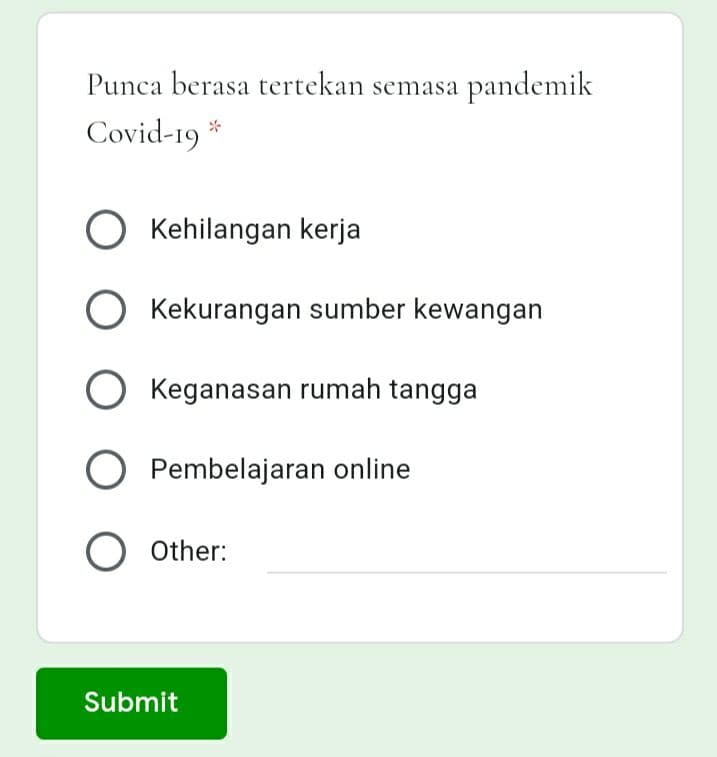 Punca berasa tertekan semasa pandemik
Covid-19 *
Kehilangan kerja
Kekurangan sumber kewangan
Keganasan rumah tangga
Pembelajaran online
Other:
Submit